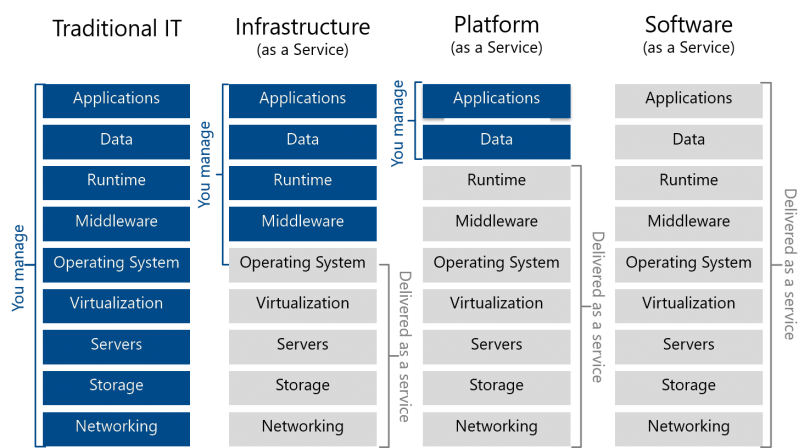 Traditional IT
Applications
Data
Runtime
Middleware
Operating System
Virtualization
Servers
Storage
Networking
You manage
Infrastructure
(as a Service)
Applications
Data
Runtime
Middleware
Operating System
Virtualization
Servers
Storage
Networking
You manage
Delivered as a service
Platform
(as a Service)
Applications
Data
Runtime
Middleware
Operating System
Virtualization
Servers
Storage
Networking
You manage
Delivered as a service
Software
(as a Service)
Applications
Data
Runtime
Middleware
Operating System
Virtualization
Servers
Storage
Networking
Delivered as a service